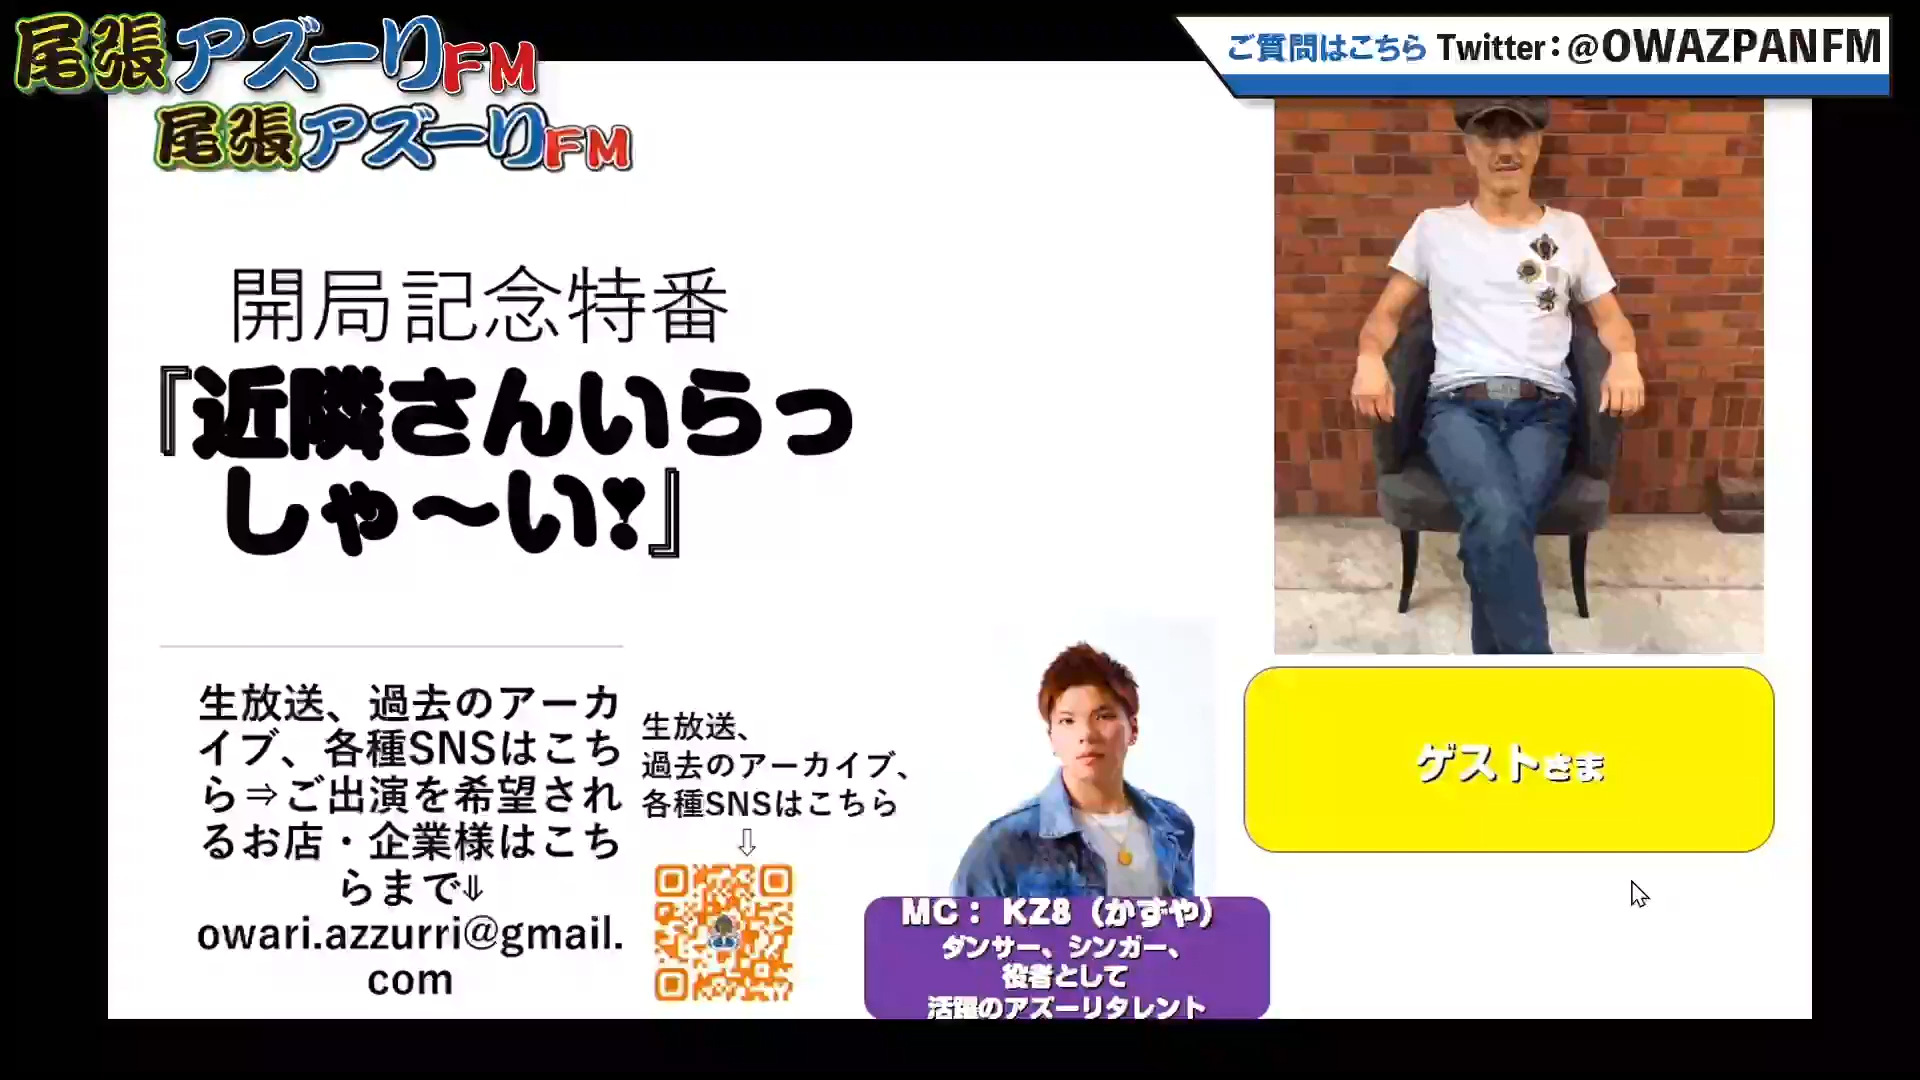 尾張アズーリFM
ご質問はこちら Twitter：@OWAZPANFM
尾張アズーリFM
開局記念特番
『近隣さんいらっ
しゃ～い❣』
生放送、過去のアーカ
イブ、各種SNSはこち
ら⇒ご出演を希望され
るお店・企業様はこち
らまで⇓
owari.azzurri@gmail.
com
生放送、
過去のアーカイブ、
各種SNSはこちら
⇩
MC： KZ8（かずや）
ダンサー、シンガー、
役者として
活躍のアズーリタレント
ゲストさま